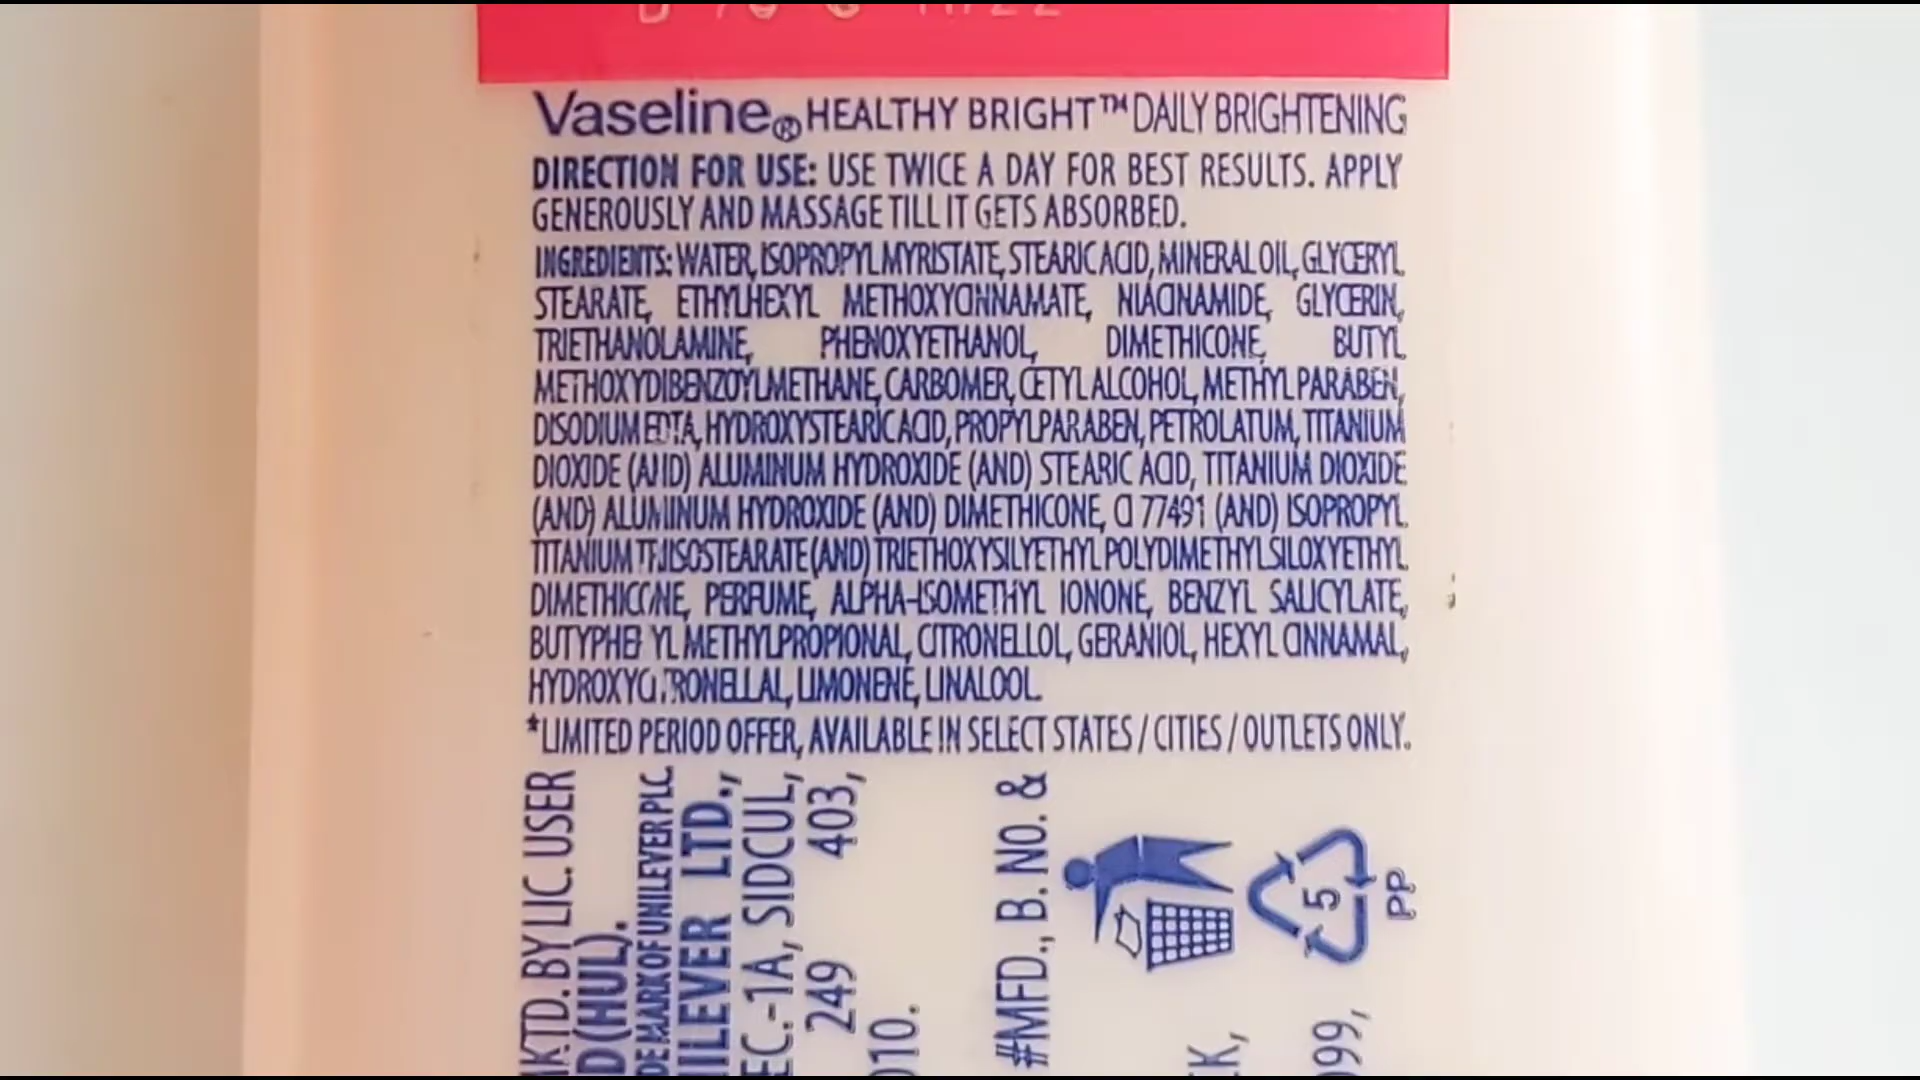 Vaseline® HEALTHY BRIGHT™ DAILY BRIGHTENING
DIRECTION FOR USE: USE TWICE A DAY FOR BEST RESULTS. APPLY
GENEROUSLY AND MASSAGE TILL IT GETS ABSORBED.
INGREDIENTS: WATER, ISOPROPYL MYRISTATE, STEARIC ACID, MINERAL OIL, GLYCERYL
STEARATE, ETHYLHEXYL METHOXYCINNAMATE, NIACINAMIDE, GLYCERIN,
TRIETHANOLAMINE, PHENOXYETHANOL, DIMETHICONE, BUTYL
METHOXYDIBENZOYLMETHANE, CARBOMER, CETYL ALCOHOL, METHYL PARABEN,
DISODIUM EDTA, HYDROXYSTEARIC ACID, PROPYLPARABEN, PETROLATUM, TITANIUM
DIOXIDE (AND) ALUMINUM HYDROXIDE (AND) STEARIC ACID, TITANIUM DIOXIDE
(AND) ALUMINUM HYDROXIDE (AND) DIMETHICONE, CI 77491 (AND) ISOPROPYL
TITANIUM TRIISOSTEARATE (AND) TRIETHOXYSILYETHYL POLYDIMETHYLSILOXYETHYL
DIMETHICONE, PERFUME, ALPHA-ISOMETHYL IONONE, BENZYL SALICYLATE,
BUTYPHENYL METHYLPROPIONAL, CITRONELLOL, GERANIOL, HEXYL CINNAMAL,
HYDROXYCITRONELLAL, LIMONENE, LINALOOL.
*LIMITED PERIOD OFFER, AVAILABLE IN SELECT STATES / CITIES / OUTLETS ONLY.
MKTD. BY LIC. USER
D (HUL).
DE MARK OF UNILEVER PLC.
ILEVER LTD.,
EC.-1A, SIDCUL,
249 403,
010.
#MFD., B. NO. &
CK,
099,
5
PP